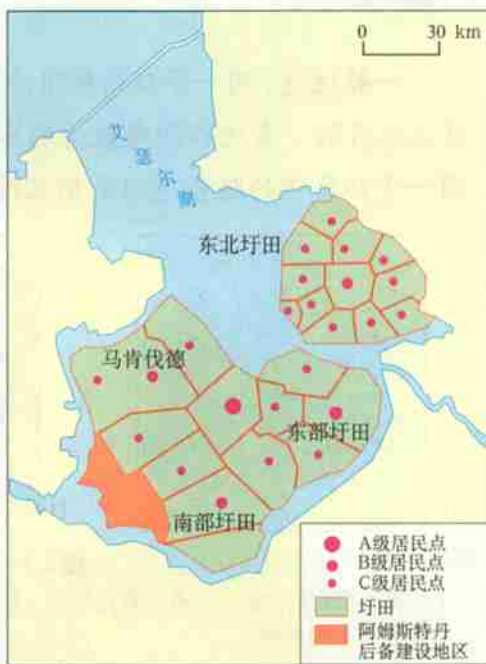 0 30 km
艾瑟尔湖
东北圩田
马肯伐德
东部圩田
南部圩田
A级居民点
B级居民点
C级居民点
圩田
阿姆斯特丹
后备建设地区